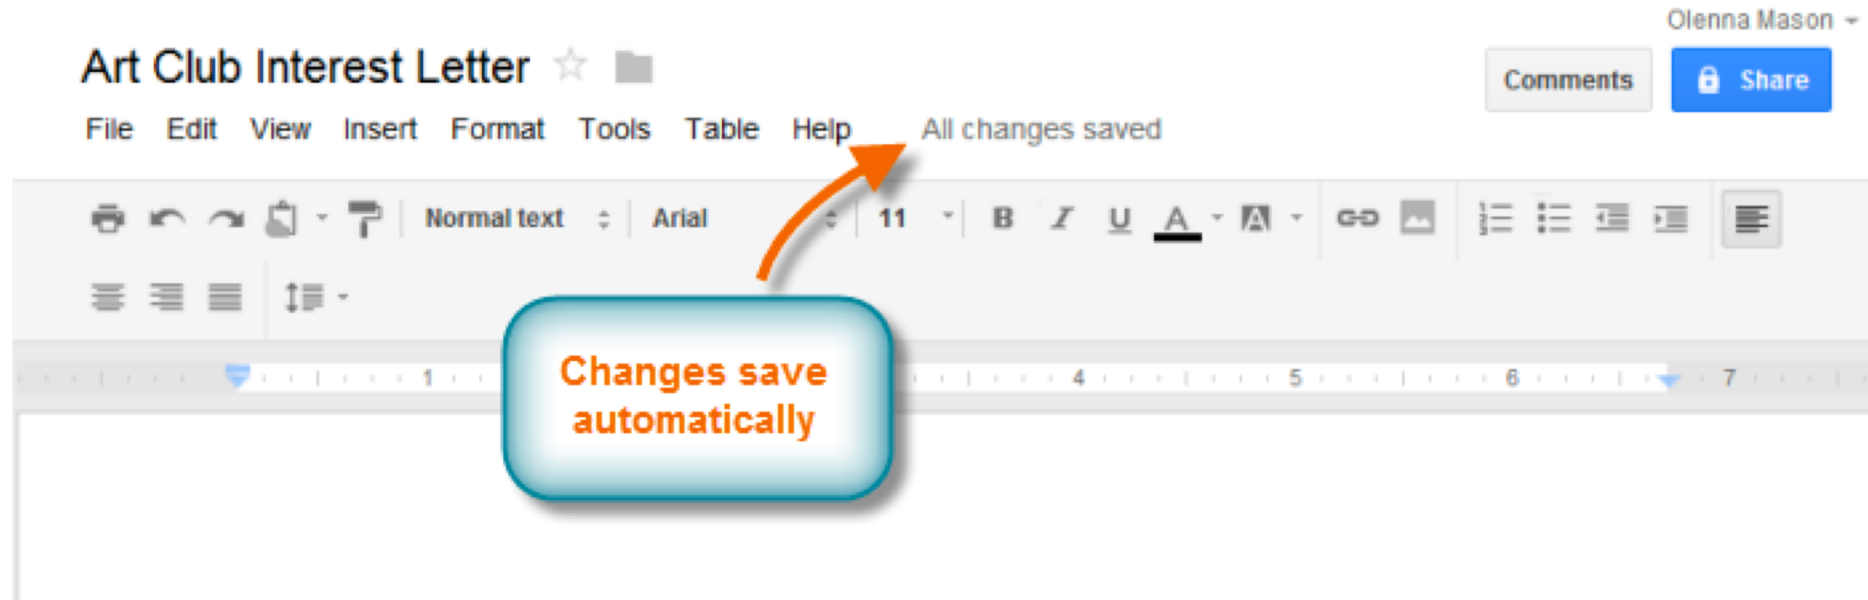 Olenna Mason
Art Club Interest Letter
Comments
Share
File Edit View Insert Format Tools Table Help All changes saved
Normal text Arial 11 B I U A A
1 4 5 6 7
Changes save
automatically